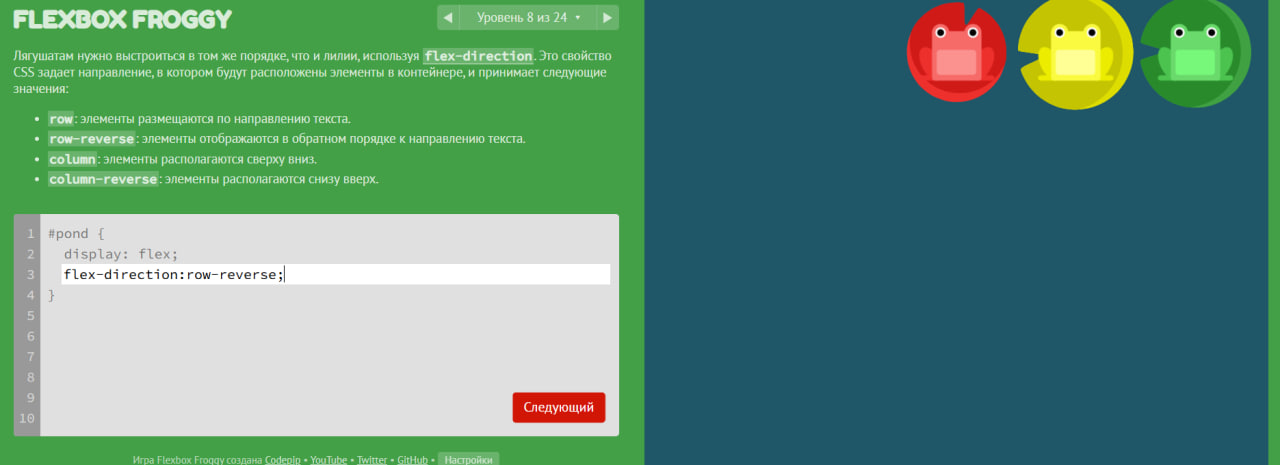 FLEXBOX FROGGY
Уровень 8 из 24
Лягушатам нужно выстроиться в том же порядке, что и лилии, используя flex-direction. Это свойство
CSS задает направление, в котором будут расположены элементы в контейнере, и принимает следующие
значения:
• row: элементы размещаются по направлению текста.
• row-reverse: элементы отображаются в обратном порядке к направлению текста.
• column: элементы располагаются сверху вниз.
• column-reverse: элементы располагаются снизу вверх.
1 #pond {
2 display: flex;
3 flex-direction:row-reverse;
4 }
5
6
7
8
9
10
Следующий
Игра Flexbox Froggy создана Codepip • YouTube • Twitter • GitHub • Настройки